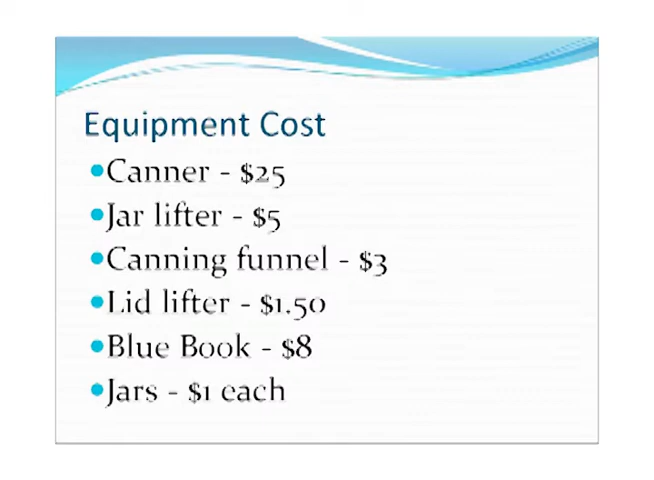 Equipment Cost
•Canner - $25
•Jar lifter - $5
•Canning funnel - $3
•Lid lifter - $1.50
•Blue Book - $8
•Jars - $1 each